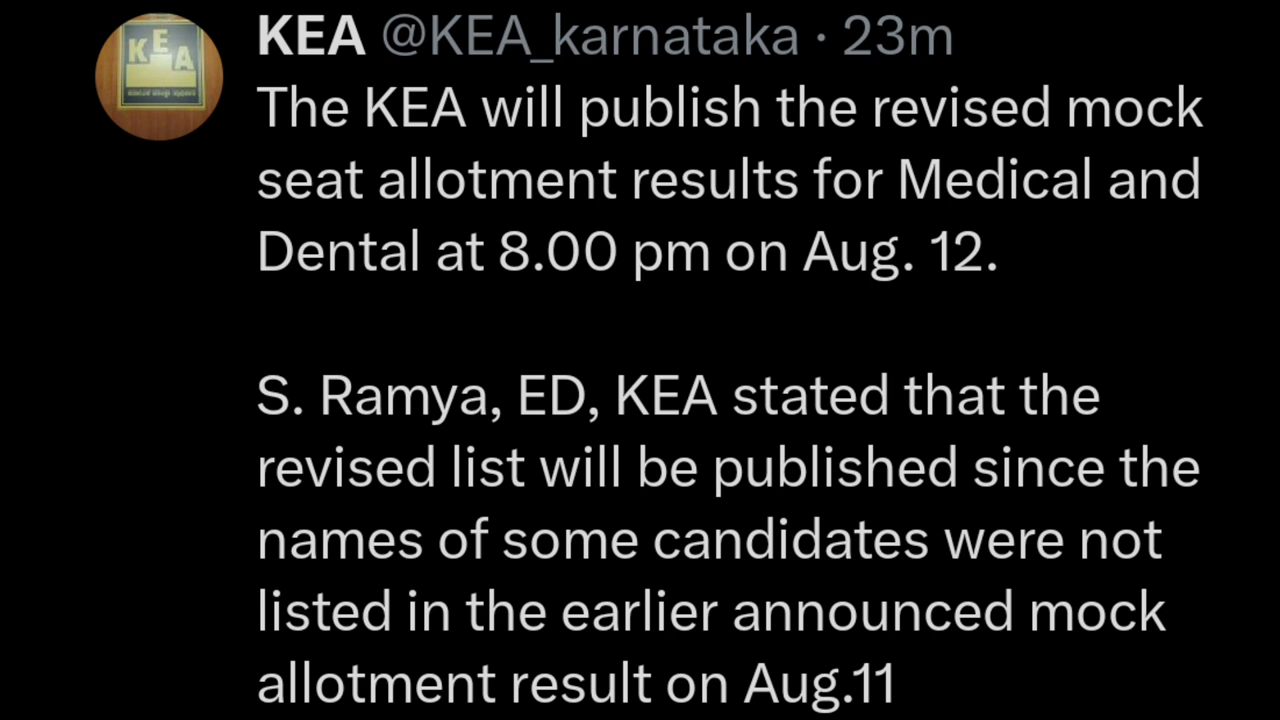 KEA
KEA @KEA_karnataka · 23m
The KEA will publish the revised mock
seat allotment results for Medical and
Dental at 8.00 pm on Aug. 12.
S. Ramya, ED, KEA stated that the
revised list will be published since the
names of some candidates were not
listed in the earlier announced mock
allotment result on Aug.11